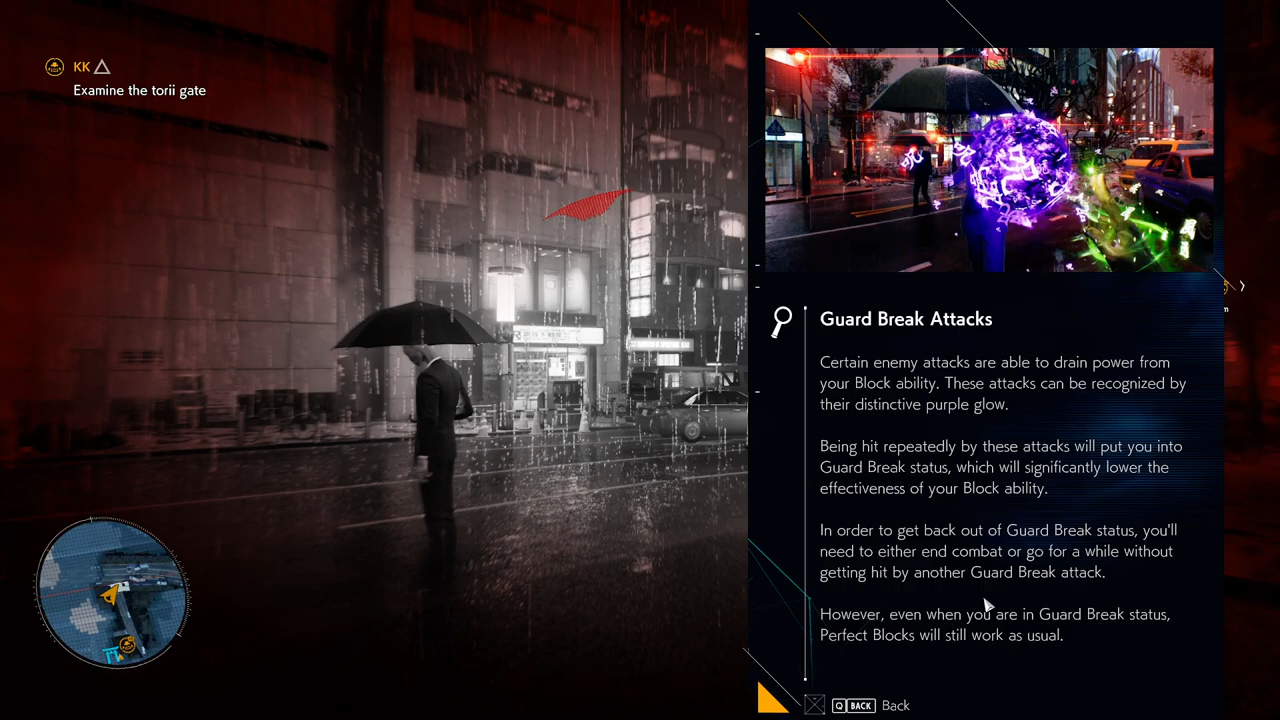 KK
Examine the torii gate
Guard Break Attacks
Certain enemy attacks are able to drain power from
your Block ability. These attacks can be recognized by
their distinctive purple glow.
Being hit repeatedly by these attacks will put you into
Guard Break status, which will significantly lower the
effectiveness of your Block ability.
In order to get back out of Guard Break status, you'll
need to either end combat or go for a while without
getting hit by another Guard Break attack.
However, even when you are in Guard Break status,
Perfect Blocks will still work as usual.
Q BACK Back